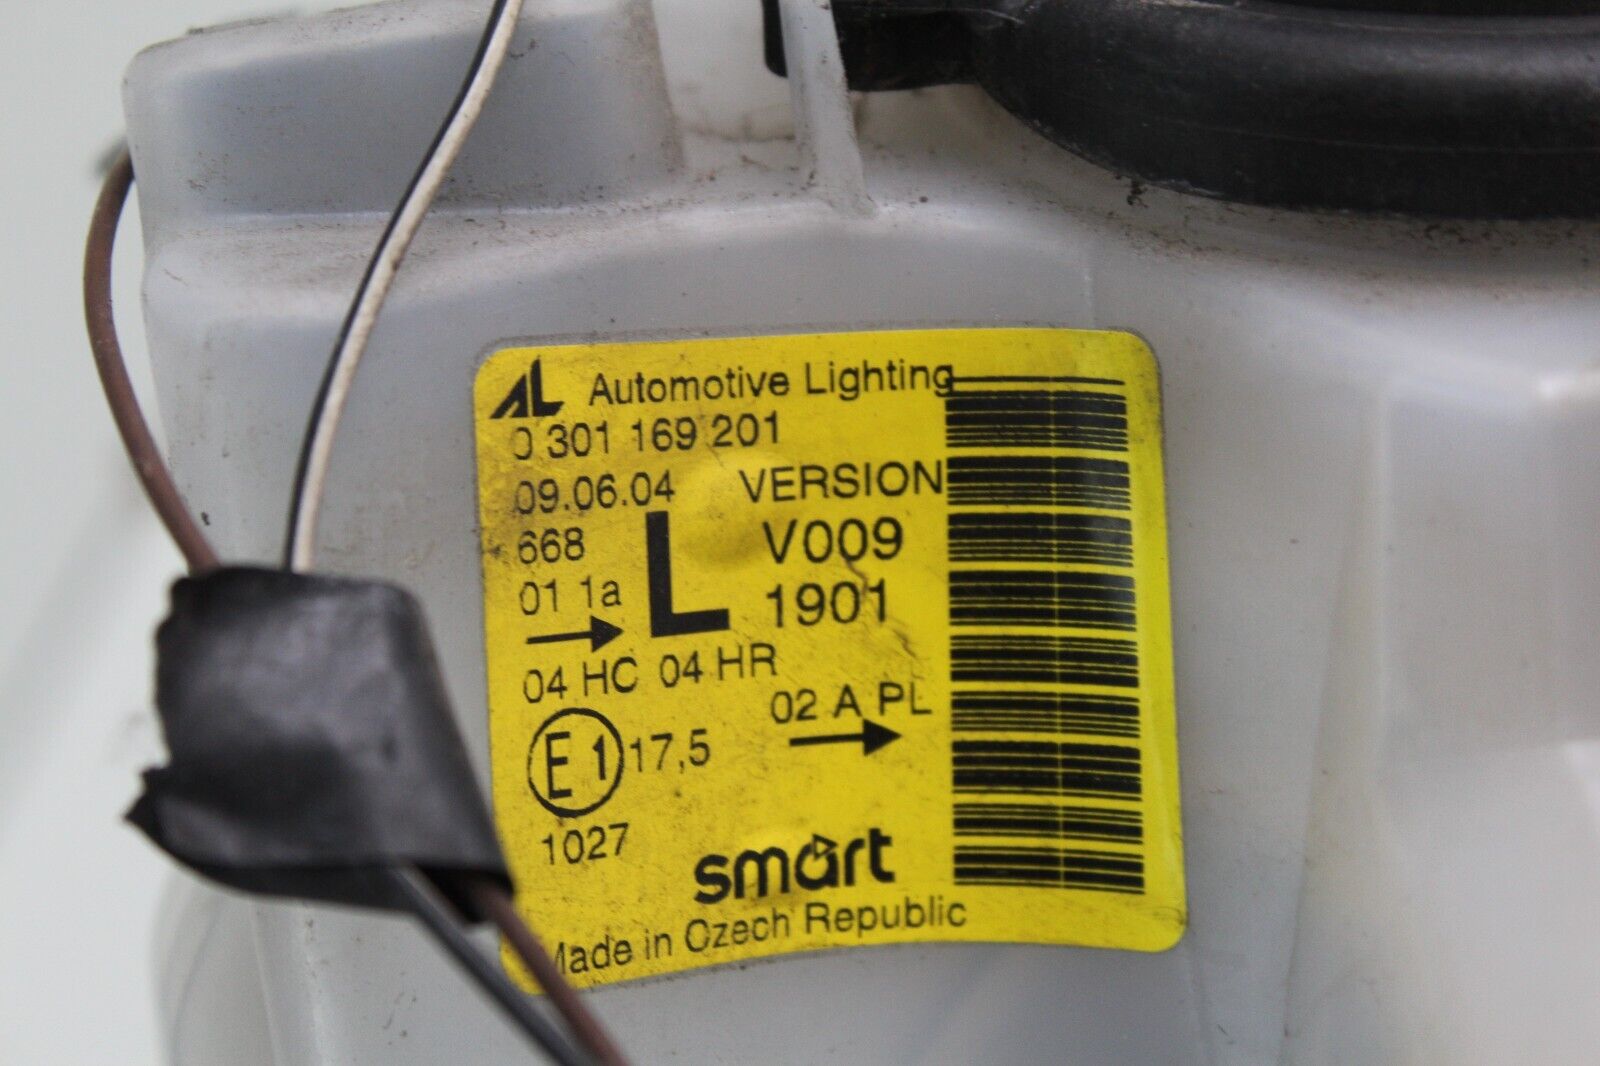 AL Automotive Lighting
0 301 169 201
09.06.04 VERSION
668 L V009
01 1a 1901
04 HC 04 HR
02 A PL
E1 17,5
1027
smart
Made in Czech Republic